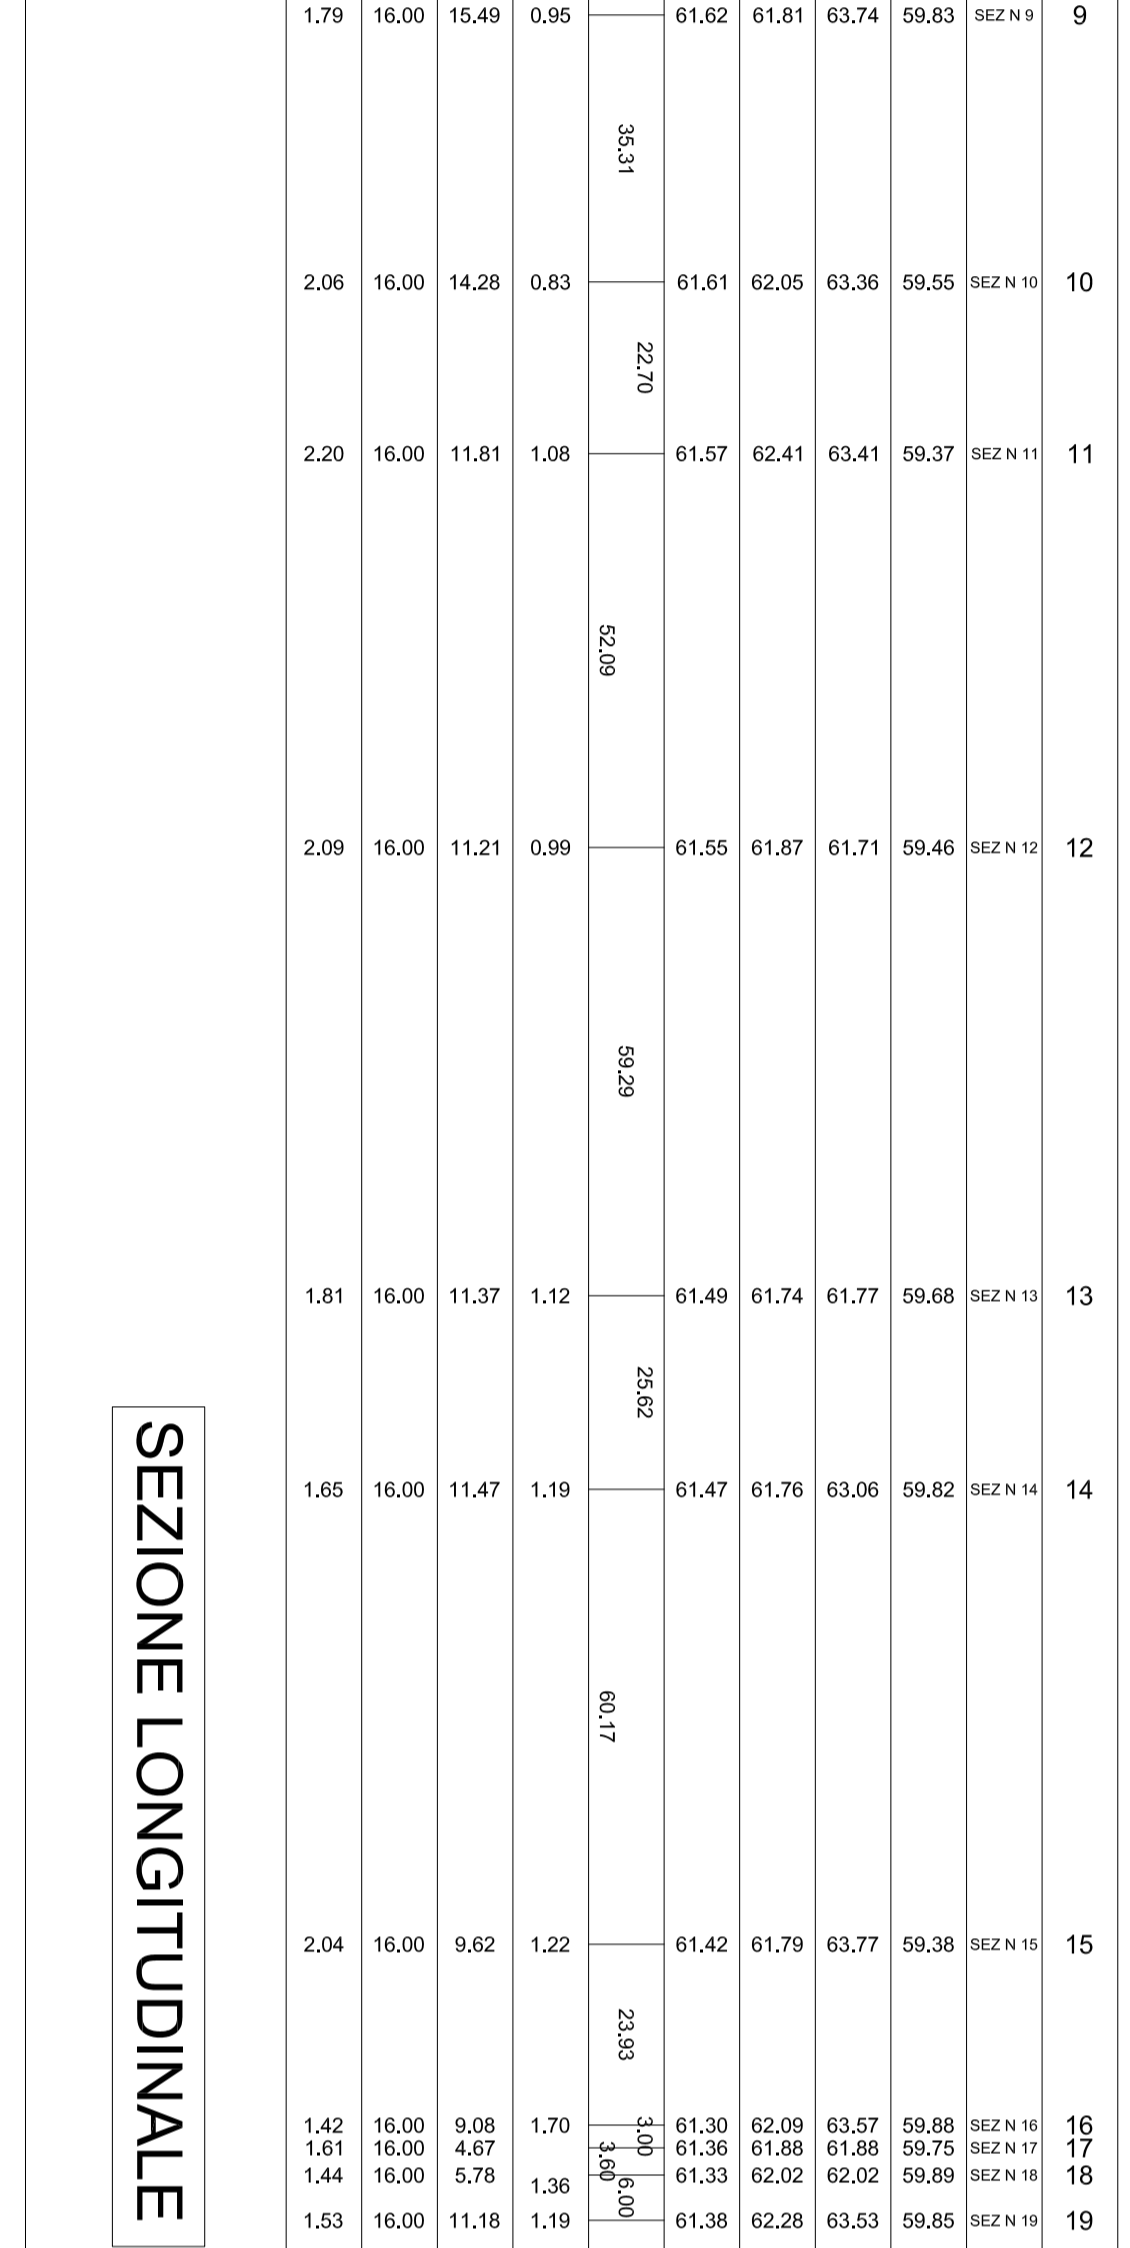 1.79 16.00 15.49 0.95 61.62 61.81 63.74 59.83 SEZ N 9 9
35.31
2.06 16.00 14.28 0.83 61.61 62.05 63.36 59.55 SEZ N 10 10
22.70
2.20 16.00 11.81 1.08 61.57 62.41 63.41 59.37 SEZ N 11 11
52.09
2.09 16.00 11.21 0.99 61.55 61.87 61.71 59.46 SEZ N 12 12
59.29
1.81 16.00 11.37 1.12 61.49 61.74 61.77 59.68 SEZ N 13 13
25.62
1.65 16.00 11.47 1.19 61.47 61.76 63.06 59.82 SEZ N 14 14
60.17
2.04 16.00 9.62 1.22 61.42 61.79 63.77 59.38 SEZ N 15 15
23.93
1.42 16.00 9.08 1.70 61.30 62.09 63.57 59.88 SEZ N 16 16
3.00
1.61 16.00 4.67 61.36 61.88 61.88 59.75 SEZ N 17 17
3.60
1.44 16.00 5.78 1.36 61.33 62.02 62.02 59.89 SEZ N 18 18
6.00
1.53 16.00 11.18 1.19 61.38 62.28 63.53 59.85 SEZ N 19 19
SEZIONE LONGITUDINALE